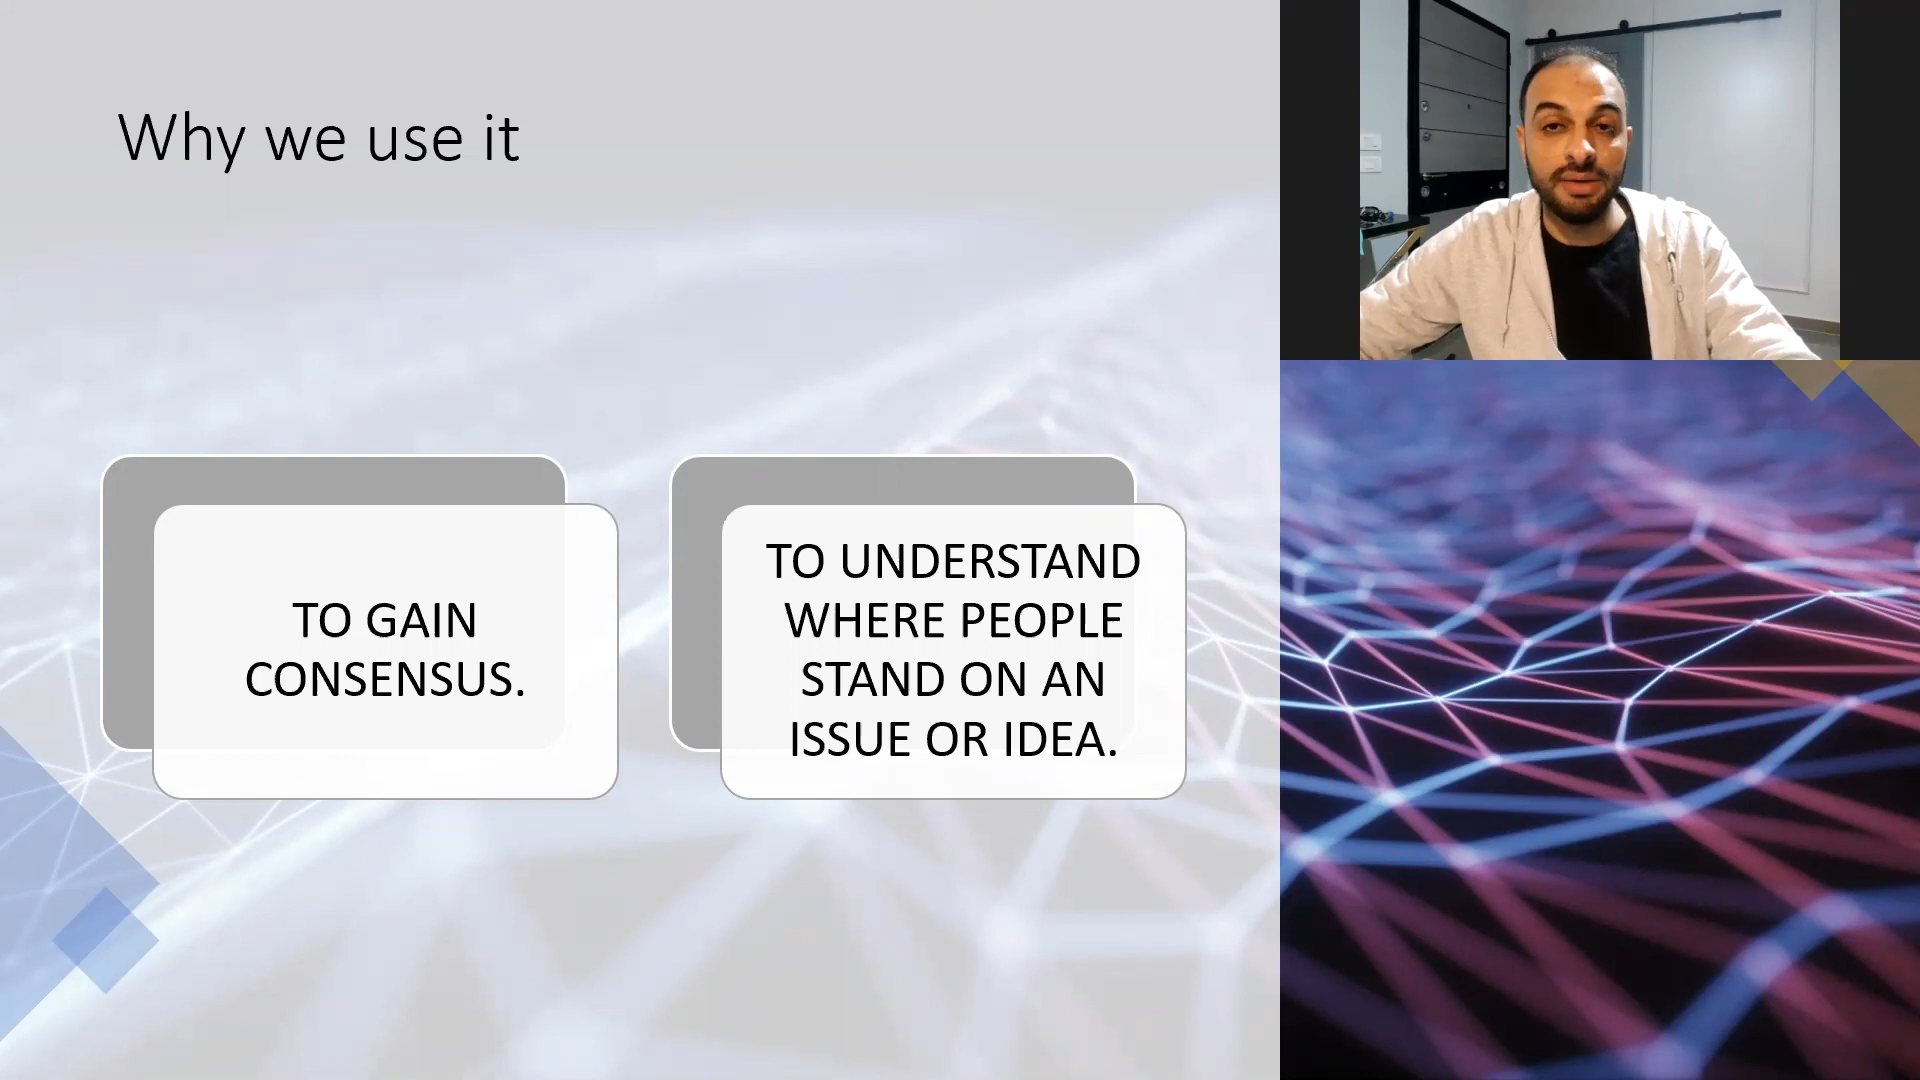 Why we use it
TO GAIN
CONSENSUS.
TO UNDERSTAND
WHERE PEOPLE
STAND ON AN
ISSUE OR IDEA.